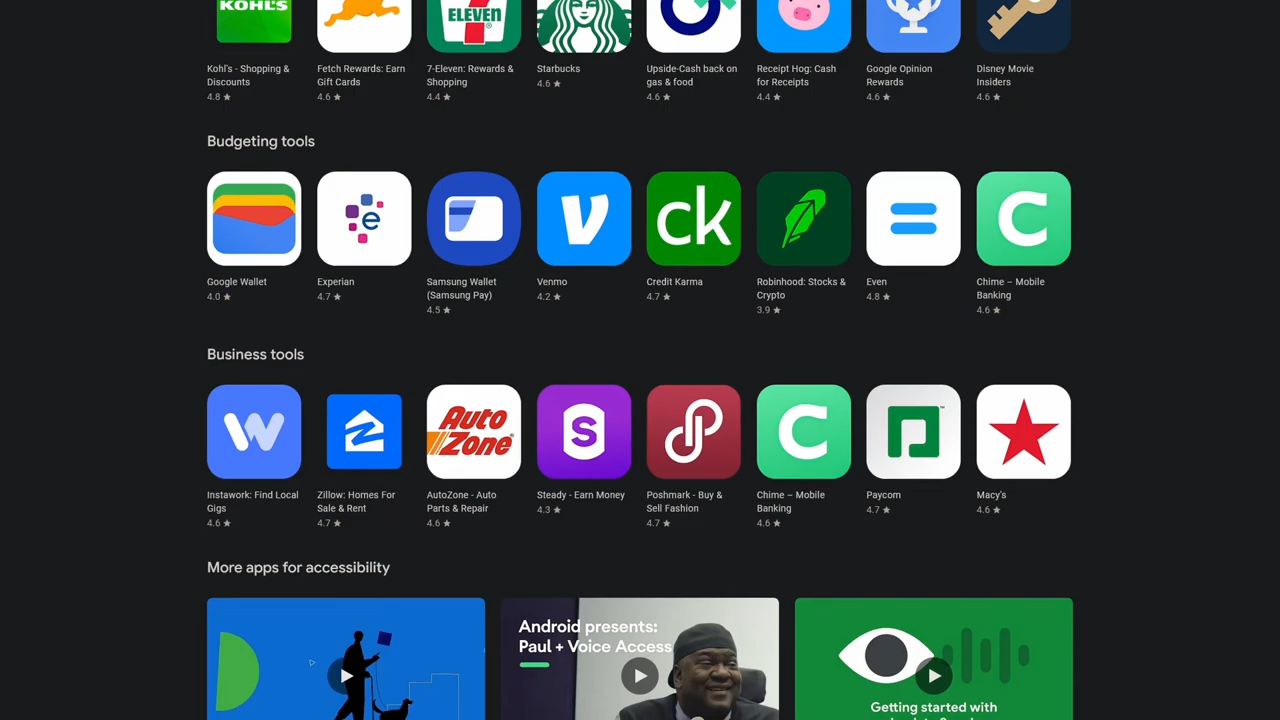 KOHL'S
ELEVEN
Kohl's - Shopping &
Discounts
4.8 ★
Fetch Rewards: Earn
Gift Cards
4.6 ★
7-Eleven: Rewards &
Shopping
4.4 ★
Starbucks
4.6 ★
Upside-Cash back on
gas & food
4.6 ★
Receipt Hog: Cash
for Receipts
4.4 ★
Google Opinion
Rewards
4.6 ★
Disney Movie
Insiders
4.6 ★
Budgeting tools
e
V
ck
C
Google Wallet
4.0 ★
Experian
4.7 ★
Samsung Wallet
(Samsung Pay)
4.5 ★
Venmo
4.2 ★
Credit Karma
4.7 ★
Robinhood: Stocks &
Crypto
3.9 ★
Even
4.8 ★
Chime – Mobile
Banking
4.6 ★
Business tools
W
Z
Auto
Zone
S
C
Instawork: Find Local
Gigs
4.6 ★
Zillow: Homes For
Sale & Rent
4.7 ★
AutoZone - Auto
Parts & Repair
4.6 ★
Steady - Earn Money
4.3 ★
Poshmark - Buy &
Sell Fashion
4.7 ★
Chime – Mobile
Banking
4.6 ★
Paycom
4.7 ★
Macy's
4.6 ★
More apps for accessibility
Android presents:
Paul + Voice Access
Getting started with